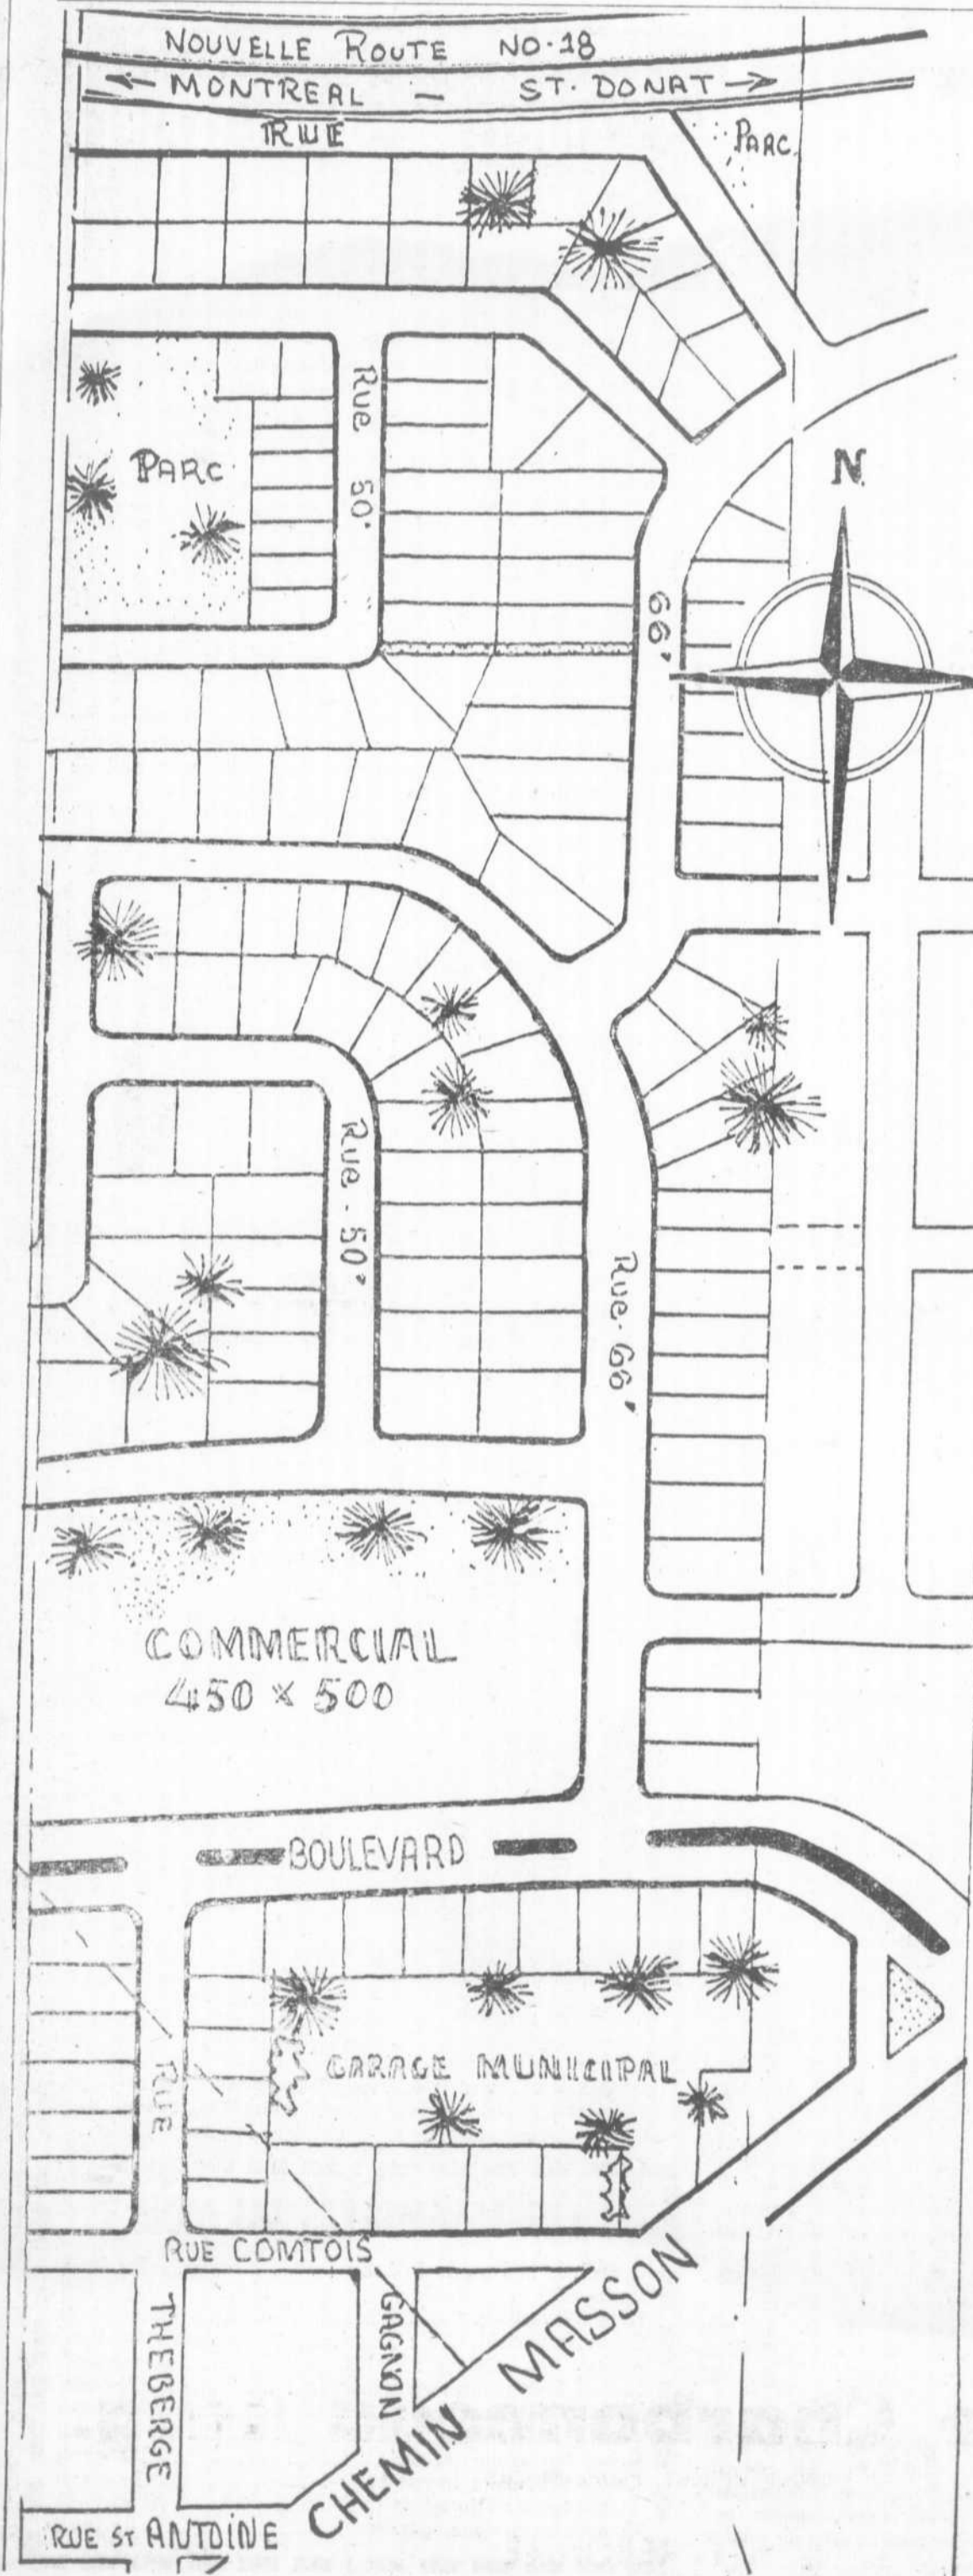 NOUVELLE ROUTE NO-18
← MONTREAL — ST. DONAT →
RUE
PARC
Rue 50'
PARC
N.
66'
Rue - 50'
Rue - 66'
COMMERCIAL
450 x 500
BOULEVARD
GARAGE MUNICIPAL
RUE
RUE COMTOIS
THEBERGE
GAGNON
CHEMIN MASSON
RUE ST ANTOINE